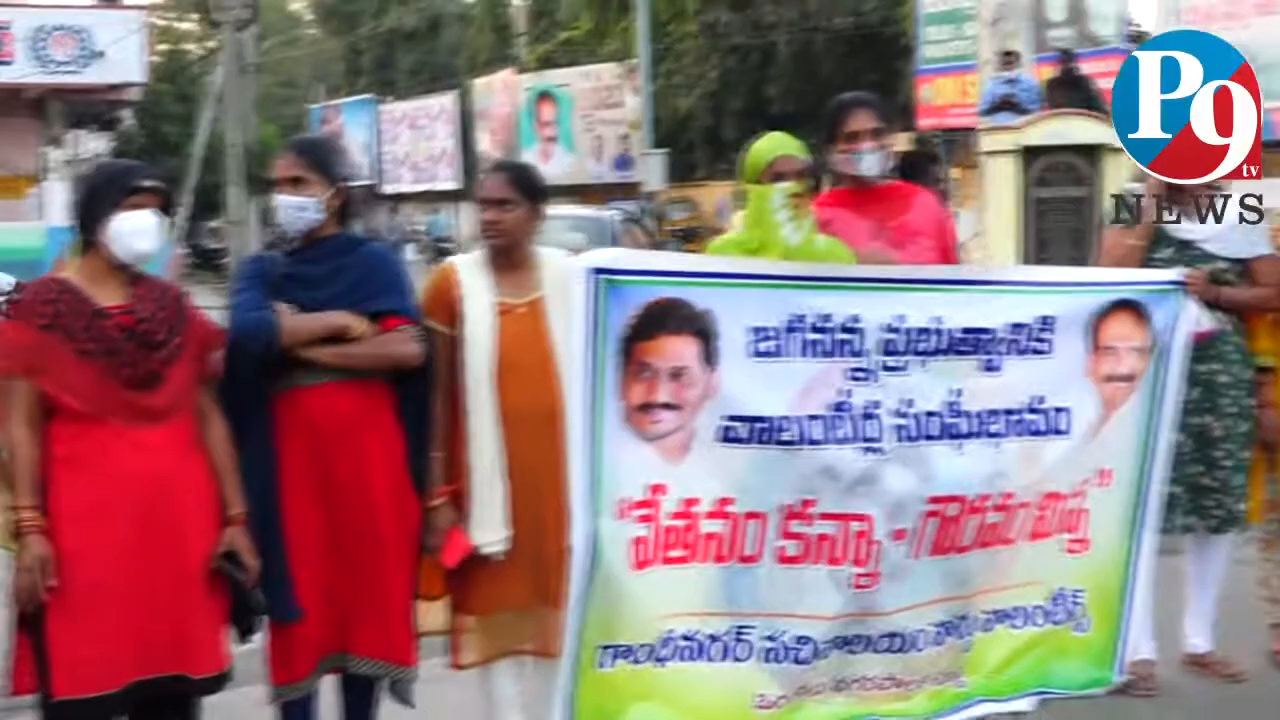 P9
tv
NEWS
జగనన్న ప్రభుత్వానికి
వాలంటీర్ల సంఘీభావం
"వేతనం కన్నా - గౌరవం మిన్న"
గాంధీనగర్ సచివాలయం వార్డు వాలంటీర్స్